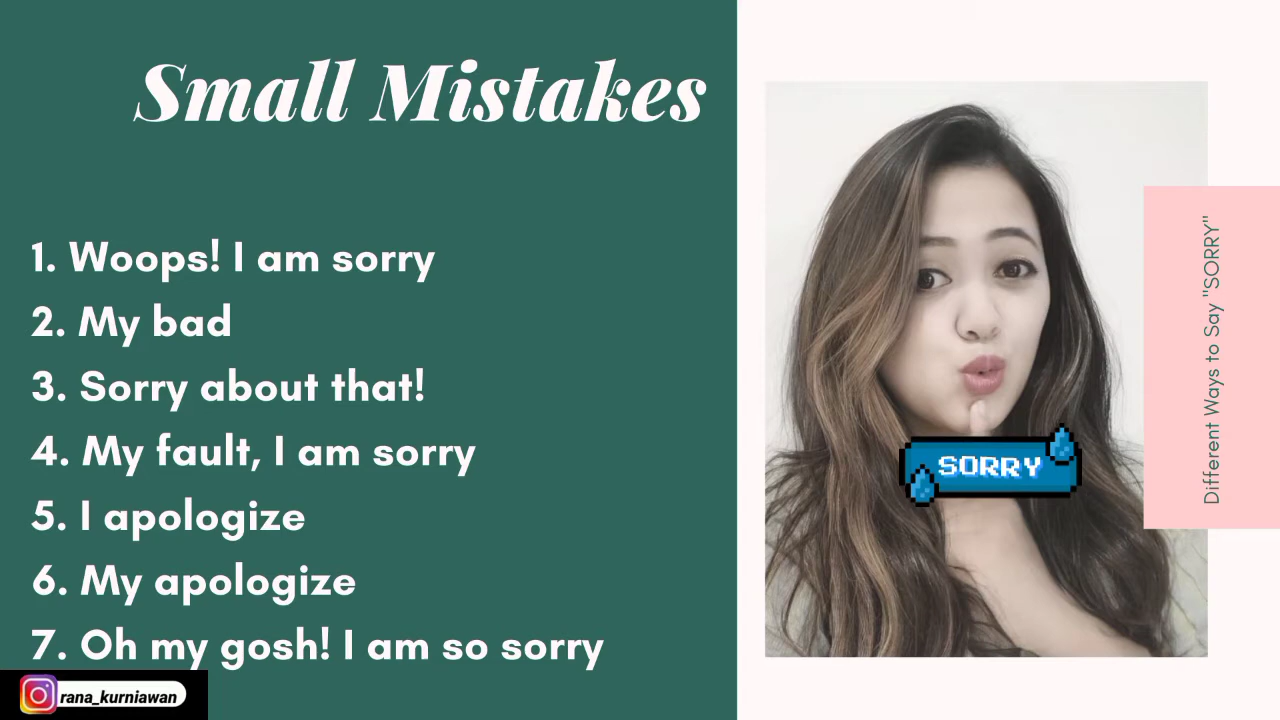 Small Mistakes
1. Woops! I am sorry
2. My bad
3. Sorry about that!
4. My fault, I am sorry
5. I apologize
6. My apologize
7. Oh my gosh! I am so sorry
rana_kurniawan
SORRY
Different Ways to Say "SORRY"